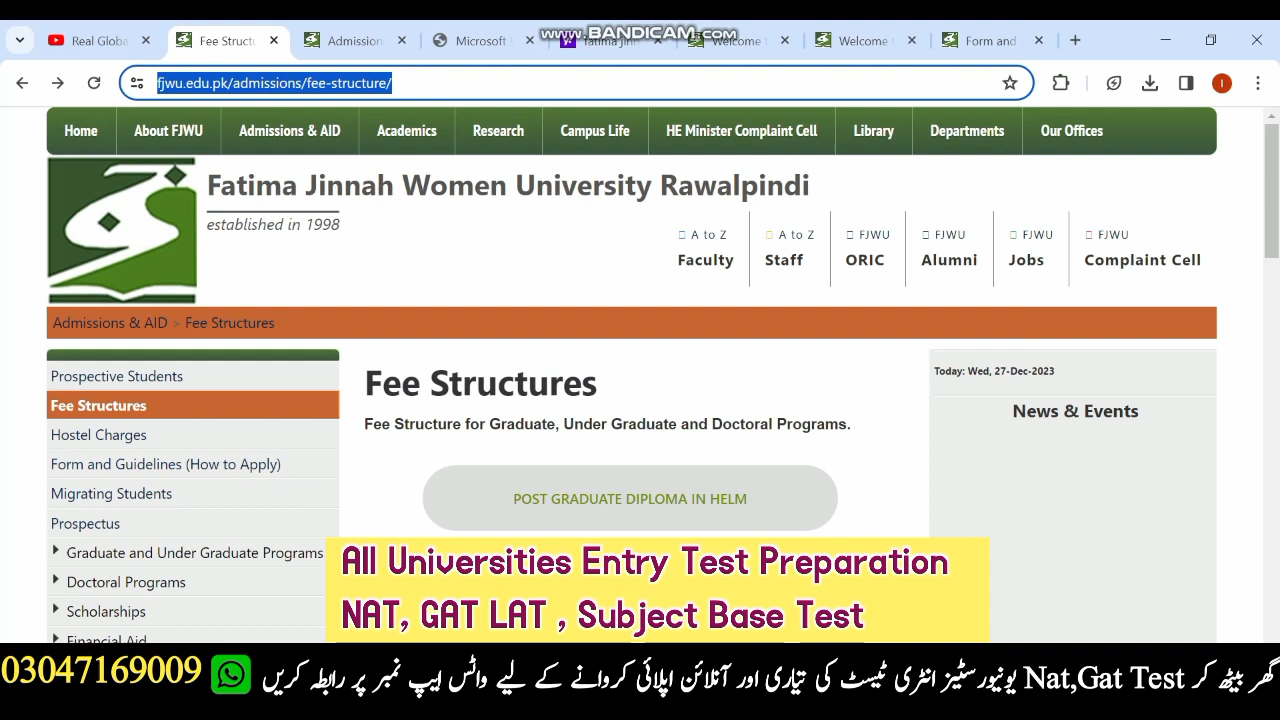 www.BANDICAM.com
Real Globa
Fee Structu
Admission
Microsoft
Welcome
Welcome
Form and
fjwu.edu.pk/admissions/fee-structure/
I
Home About FJWU Admissions & AID Academics Research Campus Life HE Minister Complaint Cell Library Departments Our Offices
Fatima Jinnah Women University Rawalpindi
established in 1998
A to Z A to Z FJWU FJWU FJWU FJWU
Faculty Staff ORIC Alumni Jobs Complaint Cell
Admissions & AID > Fee Structures
Prospective Students
Fee Structures
Hostel Charges
Form and Guidelines (How to Apply)
Migrating Students
Prospectus
Graduate and Under Graduate Programs
Doctoral Programs
Scholarships
Financial Aid
Fee Structures
Fee Structure for Graduate, Under Graduate and Doctoral Programs.
POST GRADUATE DIPLOMA IN HELM
Today: Wed, 27-Dec-2023
News & Events
All Universities Entry Test Preparation
NAT, GAT LAT , Subject Base Test
گھر بیٹھ کر Nat,Gat Test یونیورسٹیز انٹری ٹیسٹ کی تیاری اور آنلائن اپلائی کروانے کے لیے واٹس ایپ نمبر پر رابطہ کریں 03047169009